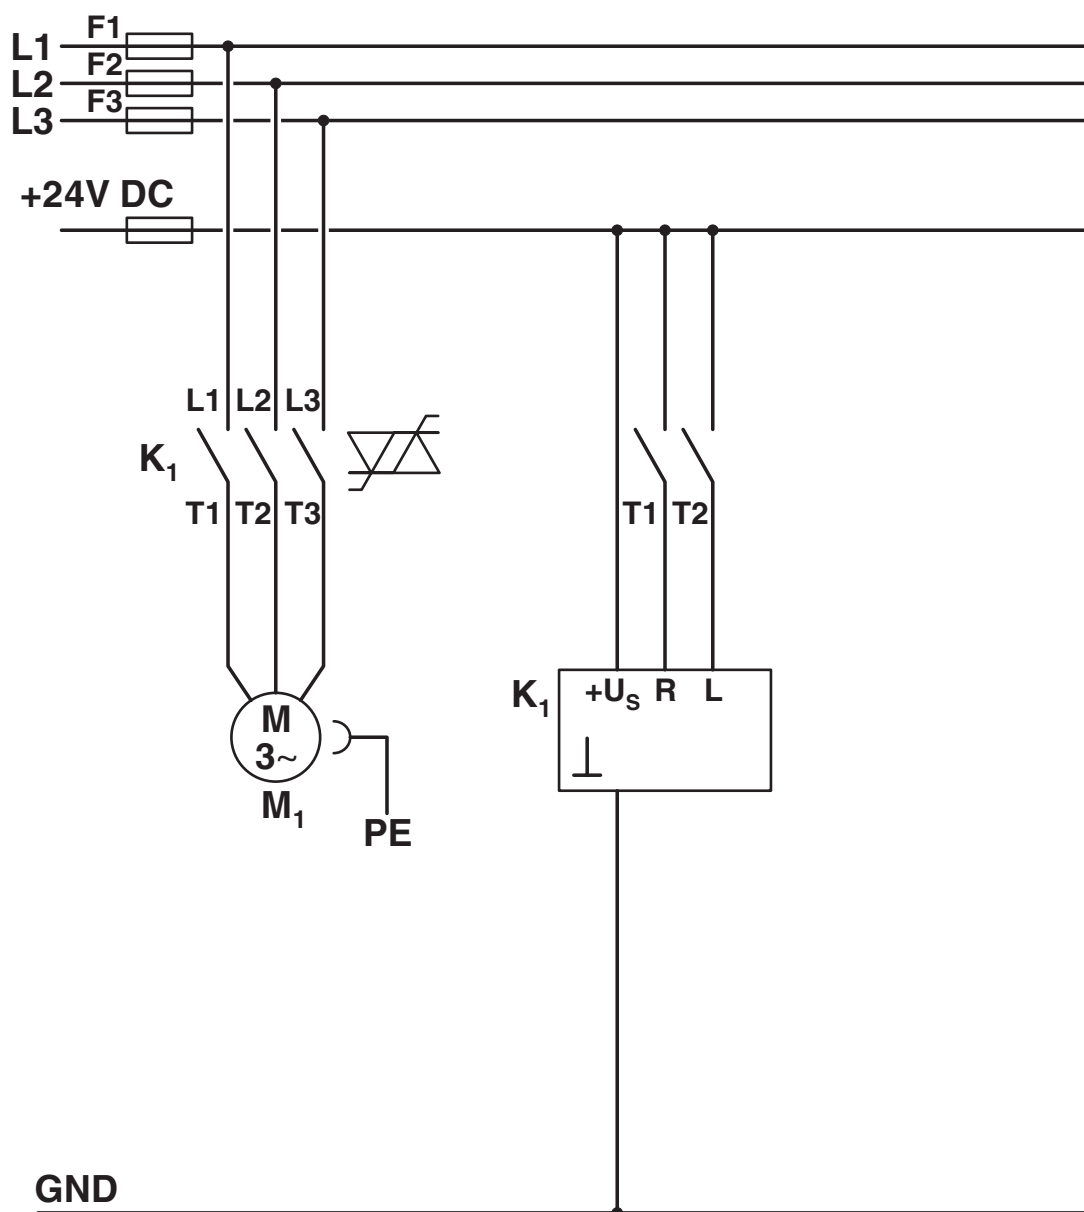 F1
L1
F2
L2
F3
L3
+24V DC
L1 L2 L3
K1
T1 T2 T3
T1 T2
K1 +US R L
M
3~
M1
PE
GND